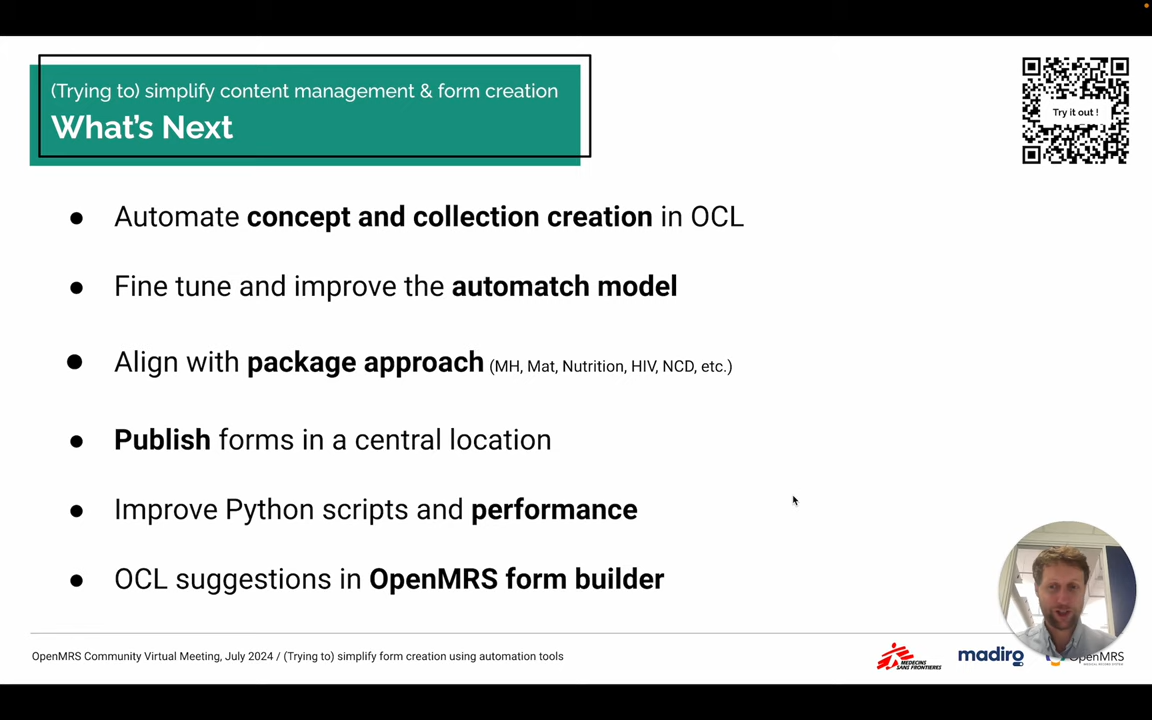 (Trying to) simplify content management & form creation
What's Next
Try it out !
● Automate concept and collection creation in OCL
● Fine tune and improve the automatch model
● Align with package approach (MH, Mat, Nutrition, HIV, NCD, etc.)
● Publish forms in a central location
● Improve Python scripts and performance
● OCL suggestions in OpenMRS form builder
OpenMRS Community Virtual Meeting, July 2024 / (Trying to) simplify form creation using automation tools
MEDECINS
SANS FRONTIERES
madiro
OpenMRS